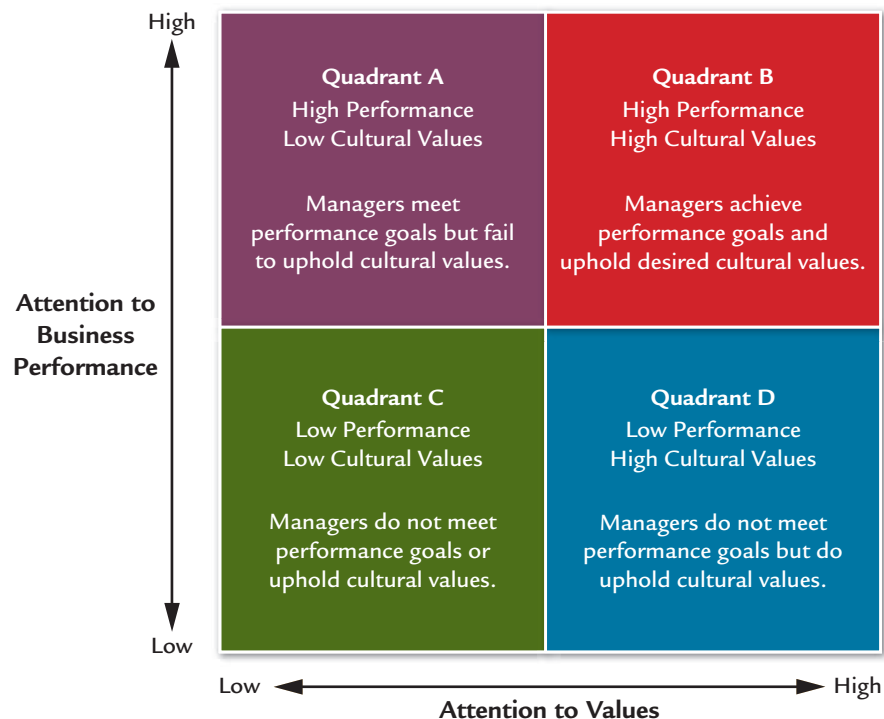 High
Quadrant A
High Performance
Low Cultural Values
Managers meet
performance goals but fail
to uphold cultural values.
Quadrant B
High Performance
High Cultural Values
Managers achieve
performance goals and
uphold desired cultural values.
Attention to
Business
Performance
Quadrant C
Low Performance
Low Cultural Values
Managers do not meet
performance goals or
uphold cultural values.
Quadrant D
Low Performance
High Cultural Values
Managers do not meet
performance goals but do
uphold cultural values.
Low
Low
High
Attention to Values